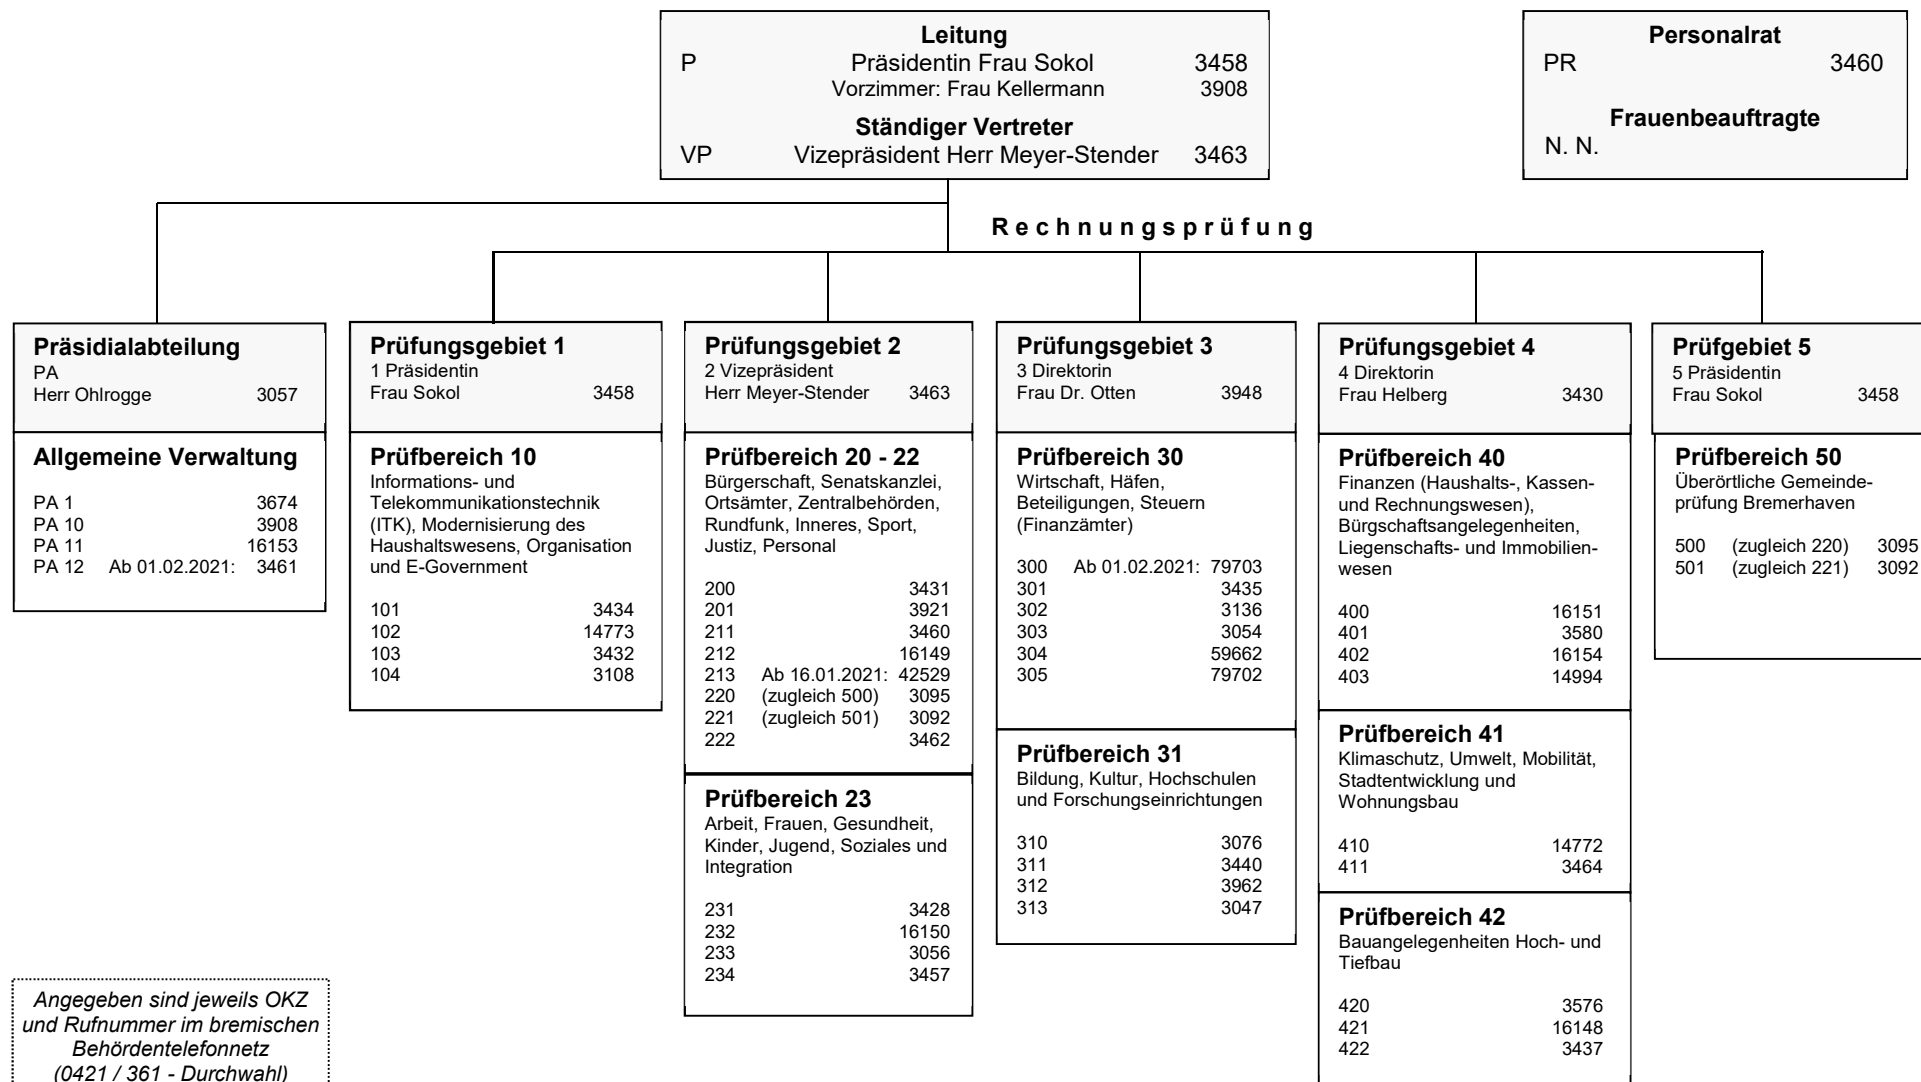 Leitung
P Präsidentin Frau Sokol 3458
Vorzimmer: Frau Kellermann 3908
Ständiger Vertreter
VP Vizepräsident Herr Meyer-Stender 3463
Personalrat
PR 3460
Frauenbeauftragte
N. N.
Rechnungsprüfung
Präsidialabteilung
PA
Herr Ohlrogge 3057
Allgemeine Verwaltung
PA 1 3674
PA 10 3908
PA 11 16153
PA 12 Ab 01.02.2021: 3461
Prüfungsgebiet 1
1 Präsidentin
Frau Sokol 3458
Prüfbereich 10
Informations- und
Telekommunikationstechnik
(ITK), Modernisierung des
Haushaltswesens, Organisation
und E-Government
101 3434
102 14773
103 3432
104 3108
Prüfungsgebiet 2
2 Vizepräsident
Herr Meyer-Stender 3463
Prüfbereich 20 - 22
Bürgerschaft, Senatskanzlei,
Ortsämter, Zentralbehörden,
Rundfunk, Inneres, Sport,
Justiz, Personal
200 3431
201 3921
211 3460
212 16149
213 Ab 16.01.2021: 42529
220 (zugleich 500) 3095
221 (zugleich 501) 3092
222 3462
Prüfbereich 23
Arbeit, Frauen, Gesundheit,
Kinder, Jugend, Soziales und
Integration
231 3428
232 16150
233 3056
234 3457
Prüfungsgebiet 3
3 Direktorin
Frau Dr. Otten 3948
Prüfbereich 30
Wirtschaft, Häfen,
Beteiligungen, Steuern
(Finanzämter)
300 Ab 01.02.2021: 79703
301 3435
302 3136
303 3054
304 59662
305 79702
Prüfbereich 31
Bildung, Kultur, Hochschulen
und Forschungseinrichtungen
310 3076
311 3440
312 3962
313 3047
Prüfungsgebiet 4
4 Direktorin
Frau Helberg 3430
Prüfbereich 40
Finanzen (Haushalts-, Kassen-
und Rechnungswesen),
Bürgschaftsangelegenheiten,
Liegenschafts- und Immobilien-
wesen
400 16151
401 3580
402 16154
403 14994
Prüfbereich 41
Klimaschutz, Umwelt, Mobilität,
Stadtentwicklung und
Wohnungsbau
410 14772
411 3464
Prüfbereich 42
Bauangelegenheiten Hoch- und
Tiefbau
420 3576
421 16148
422 3437
Prüfgebiet 5
5 Präsidentin
Frau Sokol 3458
Prüfbereich 50
Überörtliche Gemeinde-
prüfung Bremerhaven
500 (zugleich 220) 3095
501 (zugleich 221) 3092
Angegeben sind jeweils OKZ
und Rufnummer im bremischen
Behördentelefonnetz
(0421 / 361 - Durchwahl)